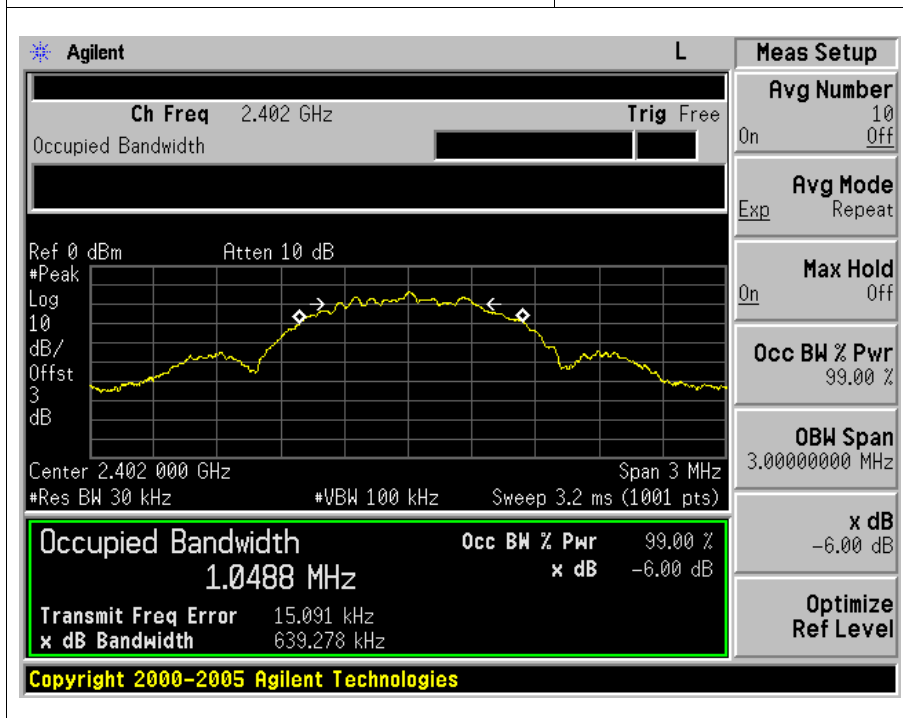 Agilent L
Ch Freq 2.402 GHz Trig Free
Occupied Bandwidth
Ref 0 dBm Atten 10 dB
#Peak
Log
10
dB/
Offst
3
dB
Center 2.402 000 GHz Span 3 MHz
#Res BW 30 kHz #VBW 100 kHz Sweep 3.2 ms (1001 pts)
Occupied Bandwidth
1.0488 MHz
Occ BW % Pwr 99.00 %
x dB -6.00 dB
Transmit Freq Error 15.091 kHz
x dB Bandwidth 639.278 kHz
Copyright 2000-2005 Agilent Technologies
Meas Setup
Avg Number
10
On Off
Avg Mode
Exp Repeat
Max Hold
On Off
Occ BW % Pwr
99.00 %
OBW Span
3.00000000 MHz
x dB
-6.00 dB
Optimize
Ref Level